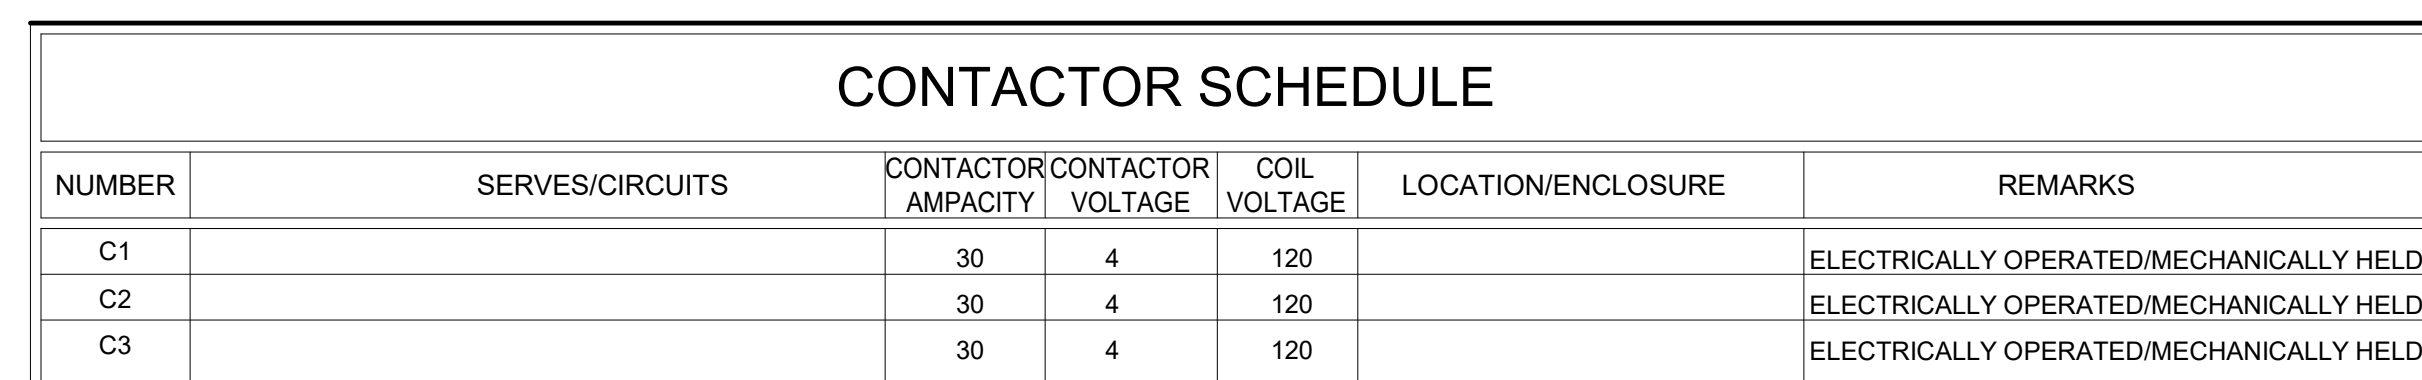 CONTACTOR SCHEDULE
NUMBER SERVES/CIRCUITS CONTACTOR AMPACITY CONTACTOR VOLTAGE COIL VOLTAGE LOCATION/ENCLOSURE REMARKS
C1 30 4 120 ELECTRICALLY OPERATED/MECHANICALLY HELD
C2 30 4 120 ELECTRICALLY OPERATED/MECHANICALLY HELD
C3 30 4 120 ELECTRICALLY OPERATED/MECHANICALLY HELD